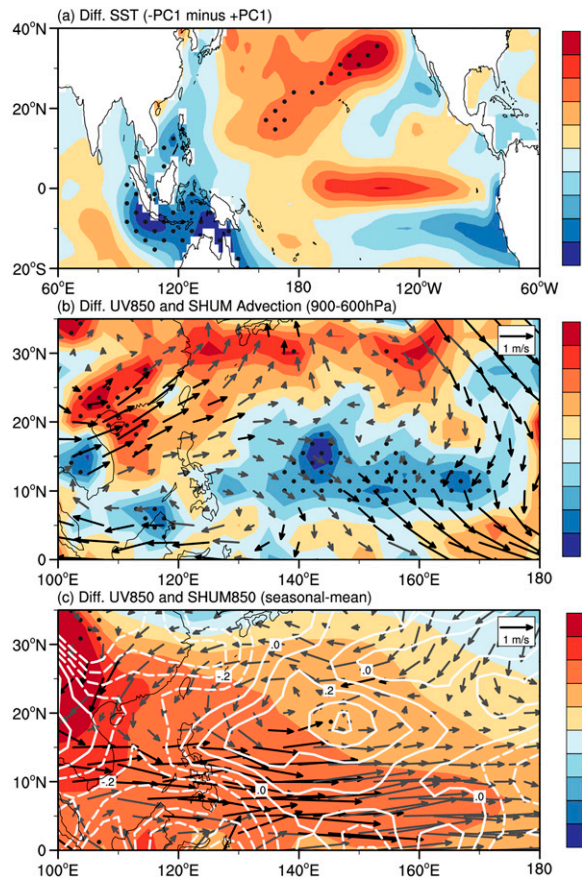 (a) Diff. SST (-PC1 minus +PC1)
40°N
20°N
0
20°S
60°E 120°E 180 120°W 60°W
(b) Diff. UV850 and SHUM Advection (900-600hPa)
30°N
20°N
10°N
0
1 m/s
100°E 120°E 140°E 160°E 180
(c) Diff. UV850 and SHUM850 (seasonal-mean)
30°N
20°N
10°N
0
1 m/s
.0
-.2
.0
.2
-.2
.0
.0
100°E 120°E 140°E 160°E 180